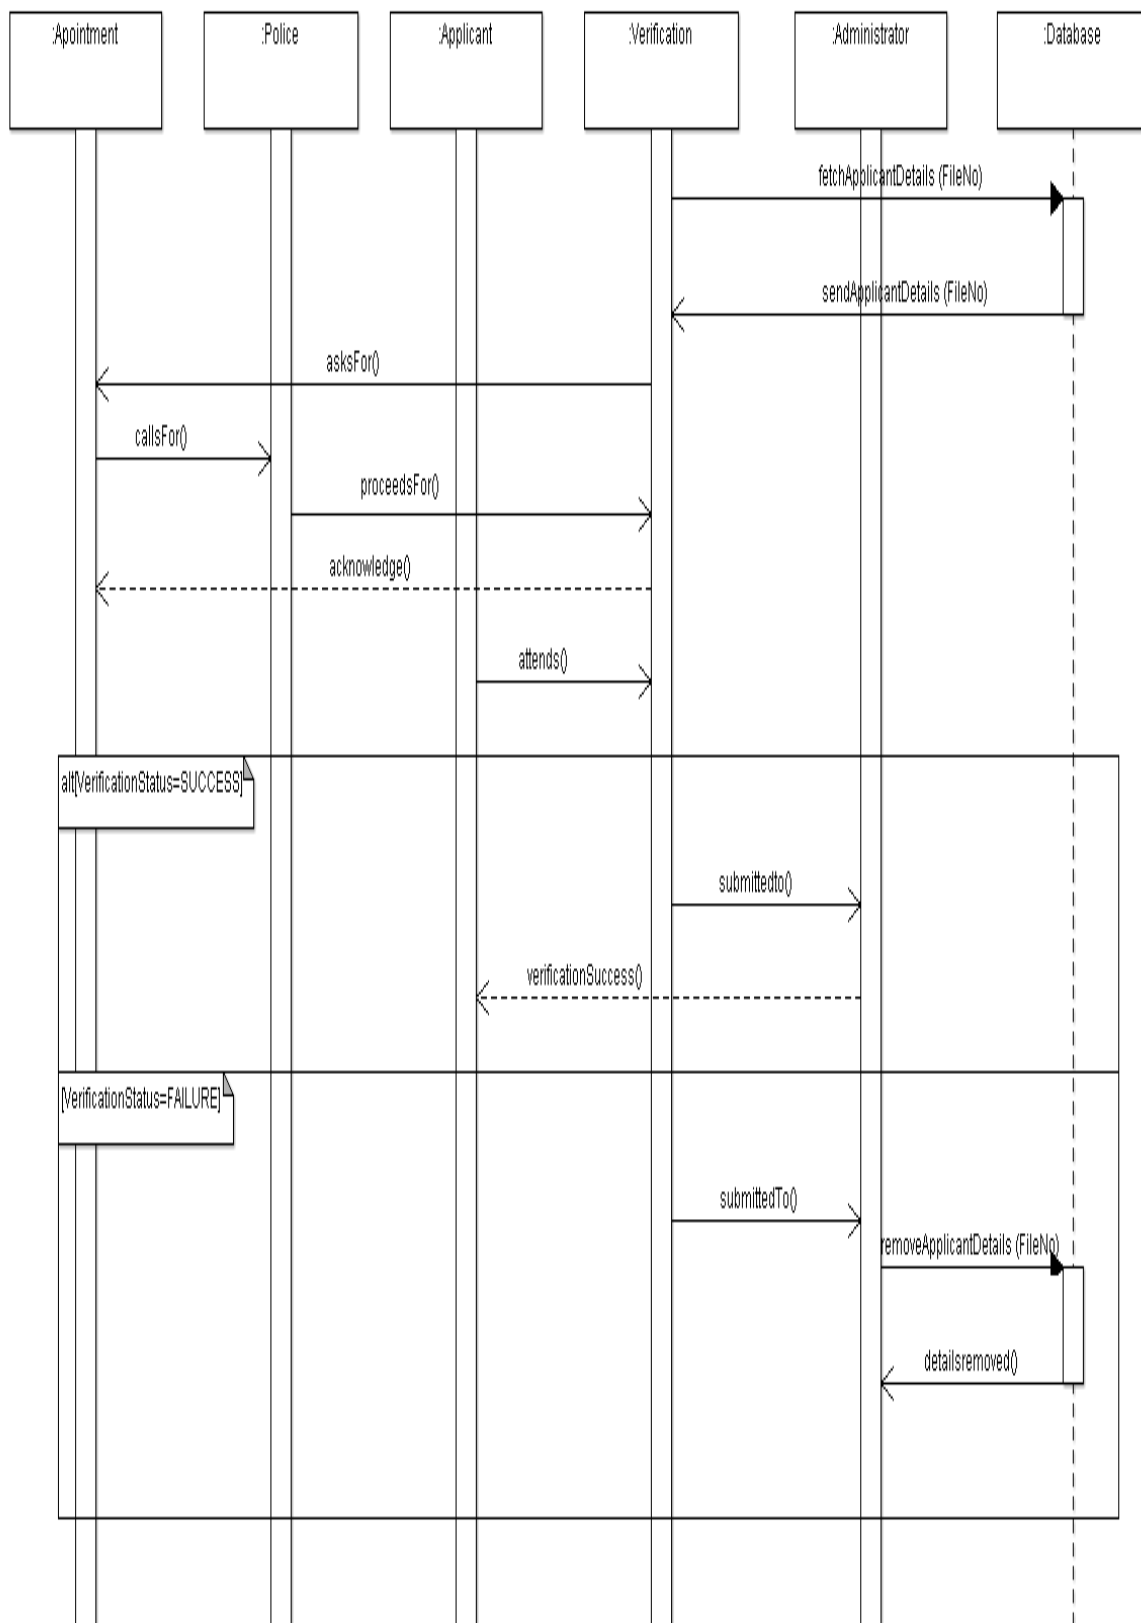 :Apointment
:Police
:Applicant
:Verification
:Administrator
:Database
fetchApplicantDetails (FileNo)
sendApplicantDetails (FileNo)
asksFor()
callsFor()
proceedsFor()
acknowledge()
attends()
alt[VerificationStatus=SUCCESS]
submittedto()
verificationSuccess()
[VerificationStatus=FAILURE]
submittedTo()
removeApplicantDetails (FileNo)
detailsremoved()